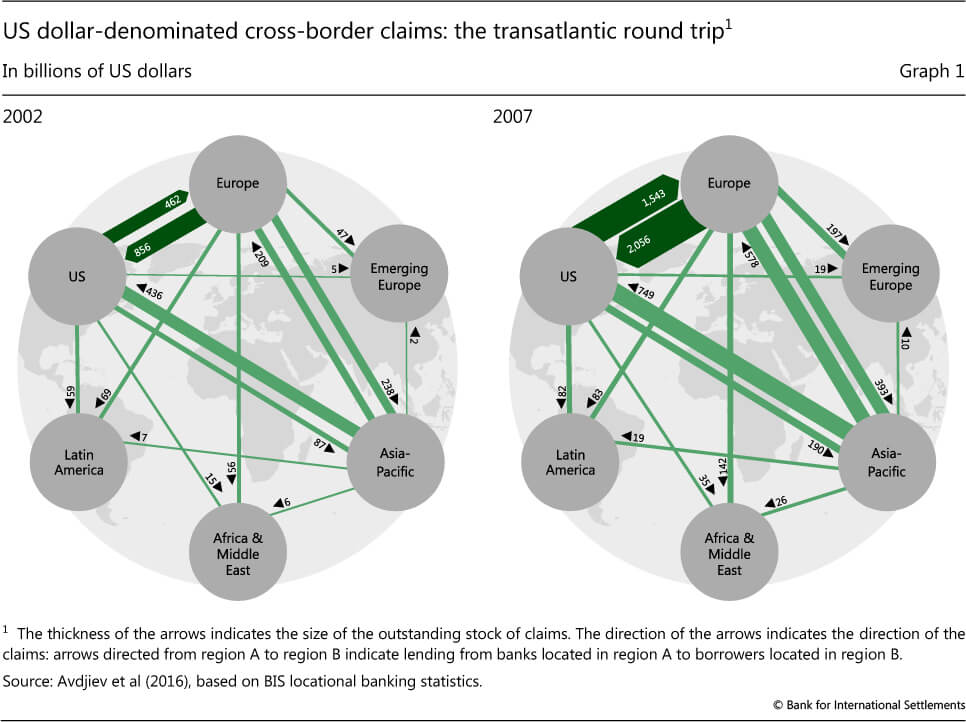 US dollar-denominated cross-border claims: the transatlantic round trip1
In billions of US dollars
Graph 1
2002
Europe
462
856
US
47
5
Emerging
Europe
209
436
2
59
69
238
87
7
Latin
America
Asia-
Pacific
15
56
6
Africa &
Middle
East
2007
Europe
1,543
2,056
US
197
19
Emerging
Europe
578
749
10
82
83
393
190
19
Latin
America
Asia-
Pacific
35
142
26
Africa &
Middle
East
1 The thickness of the arrows indicates the size of the outstanding stock of claims. The direction of the arrows indicates the direction of the
claims: arrows directed from region A to region B indicate lending from banks located in region A to borrowers located in region B.
Source: Avdjiev et al (2016), based on BIS locational banking statistics.
© Bank for International Settlements